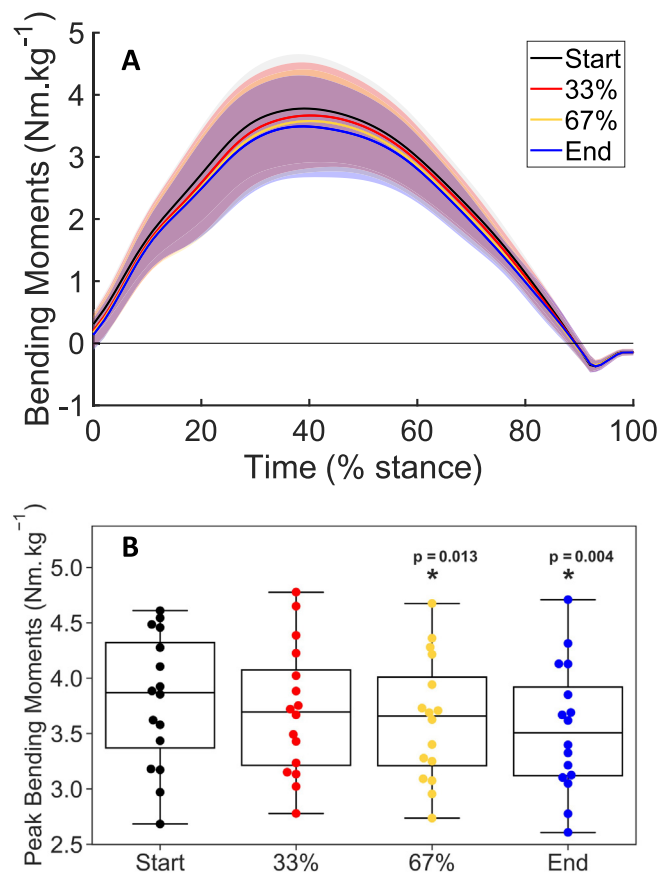 A
Start
33%
67%
End
Bending Moments (Nm.kg⁻¹)
5
4
3
2
1
0
-1
0 20 40 60 80 100
Time (% stance)
B
p = 0.013 p = 0.004
* *
Peak Bending Moments (Nm. kg⁻¹)
5.0
4.5
4.0
3.5
3.0
2.5
Start 33% 67% End